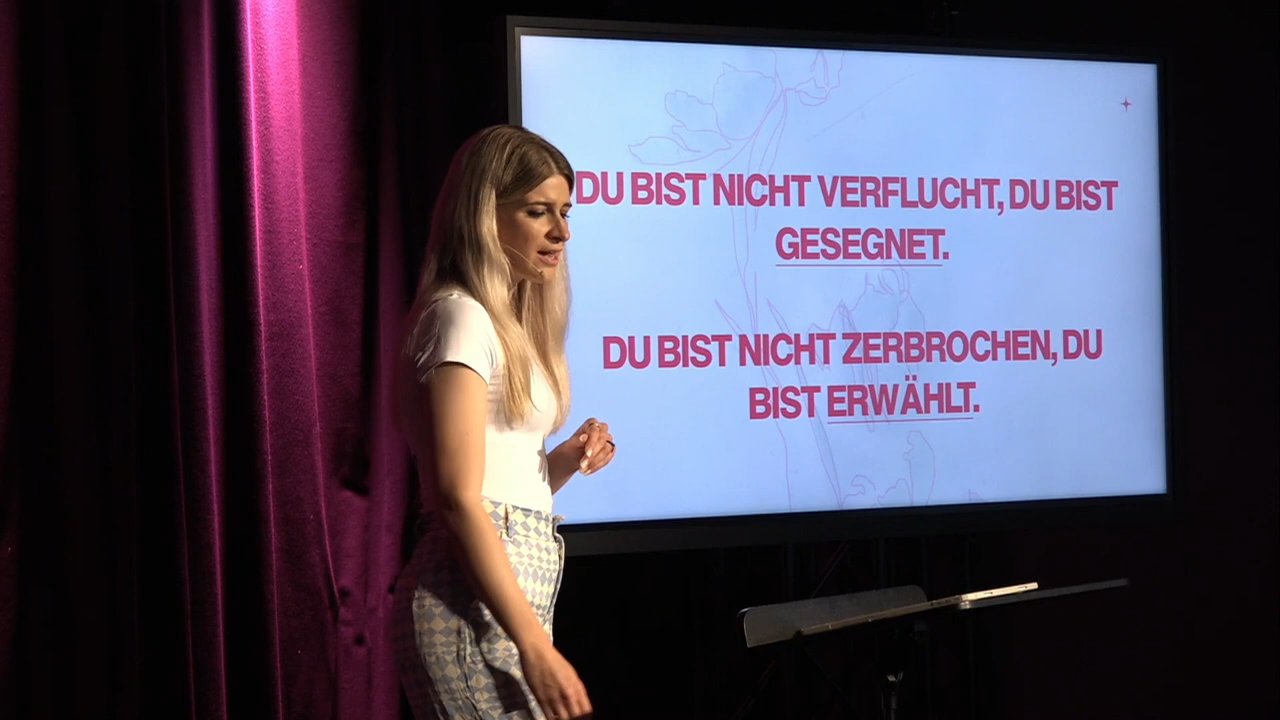 DU BIST NICHT VERFLUCHT, DU BIST
GESEGNET.
DU BIST NICHT ZERBROCHEN, DU
BIST ERWÄHLT.